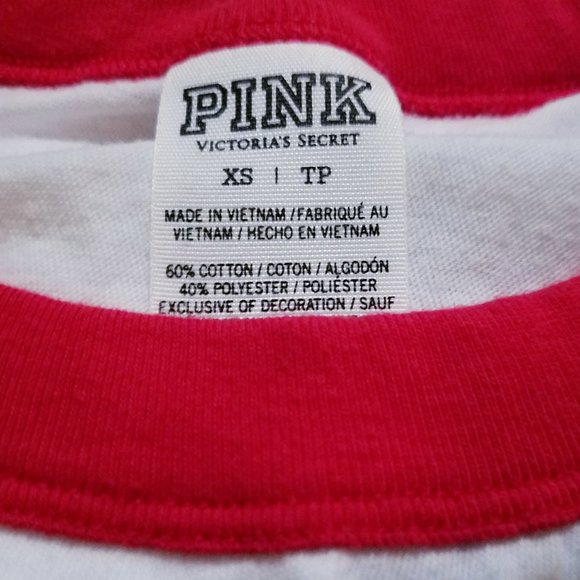 PINK
VICTORIA'S SECRET
XS | TP
MADE IN VIETNAM / FABRIQUÉ AU
VIETNAM / HECHO EN VIETNAM
60% COTTON / COTON / ALGODÓN
40% POLYESTER / POLIÉSTER
EXCLUSIVE OF DECORATION / SAUF